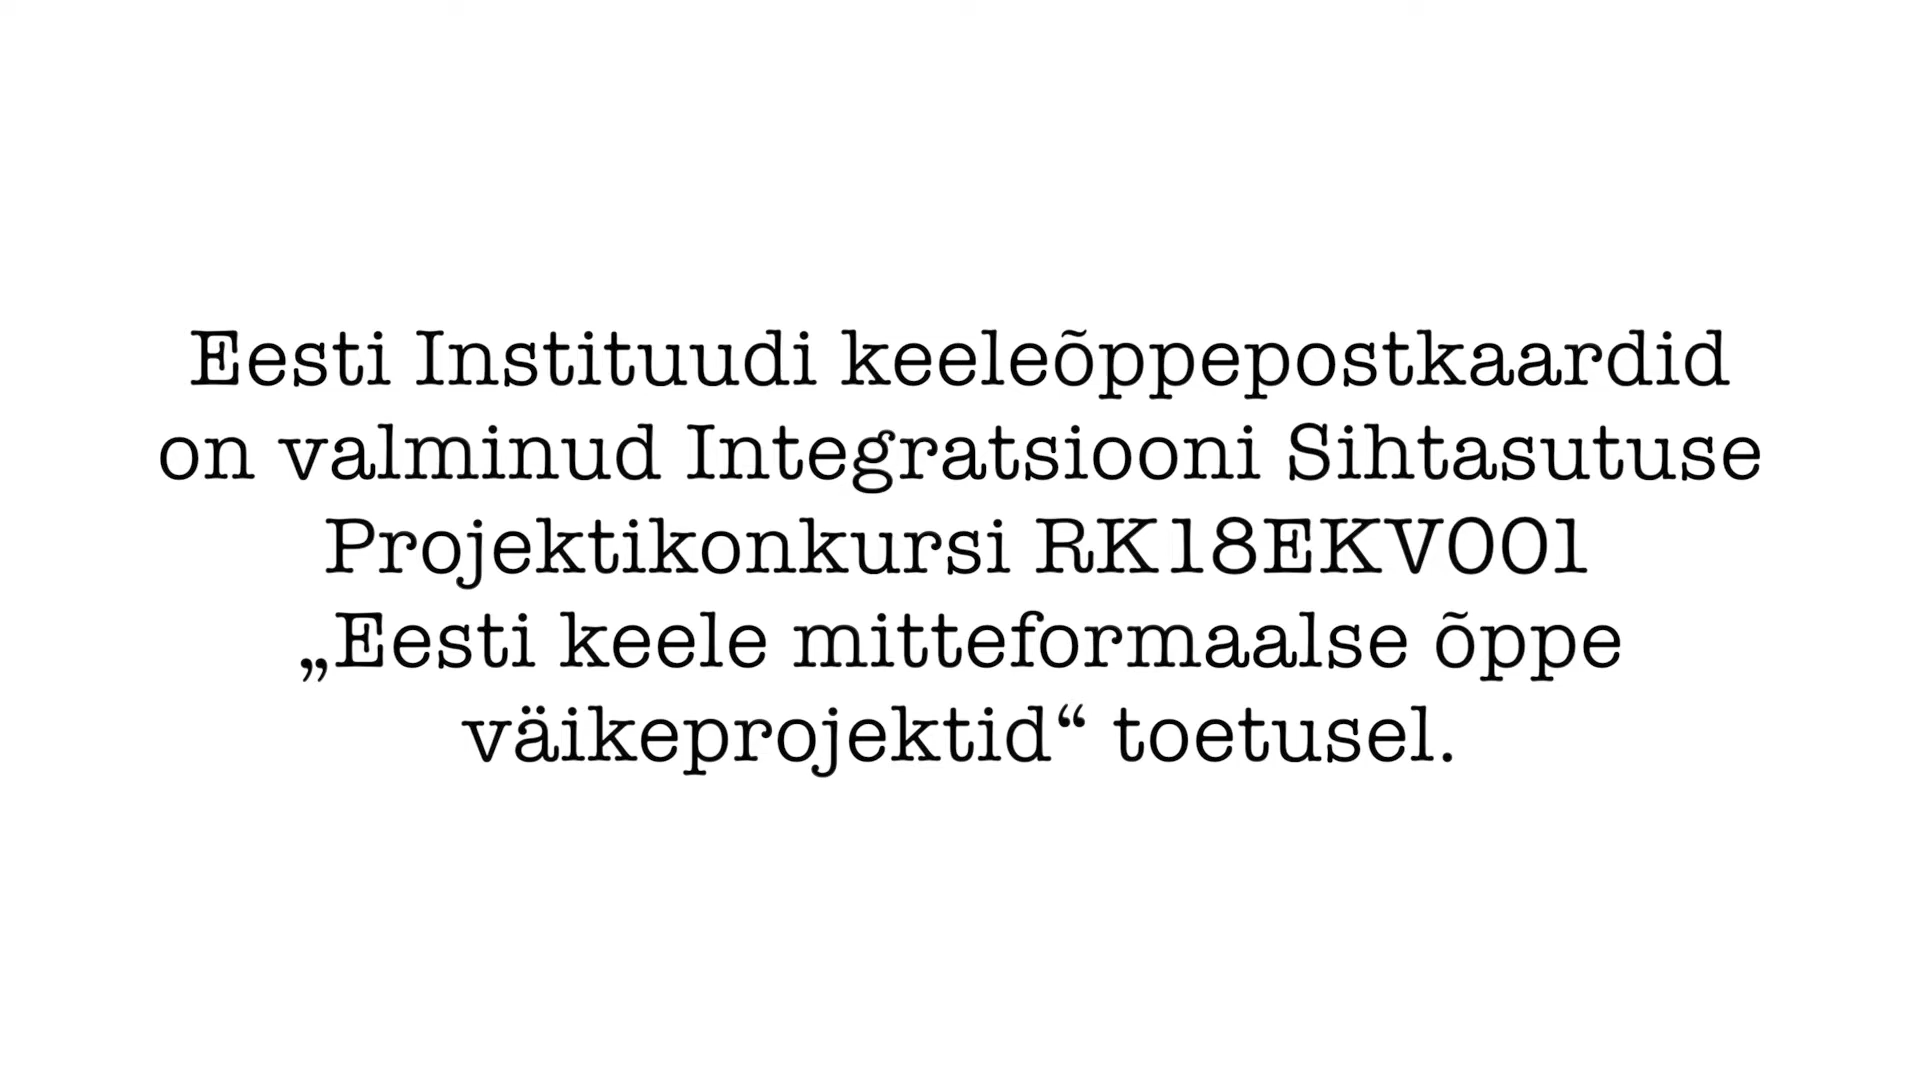 Eesti Instituudi keeleõppepostkaardid
on valminud Integratsiooni Sihtasutuse
Projektikonkursi RK18EKV001
„Eesti keele mitteformaalse õppe
väikeprojektid“ toetusel.